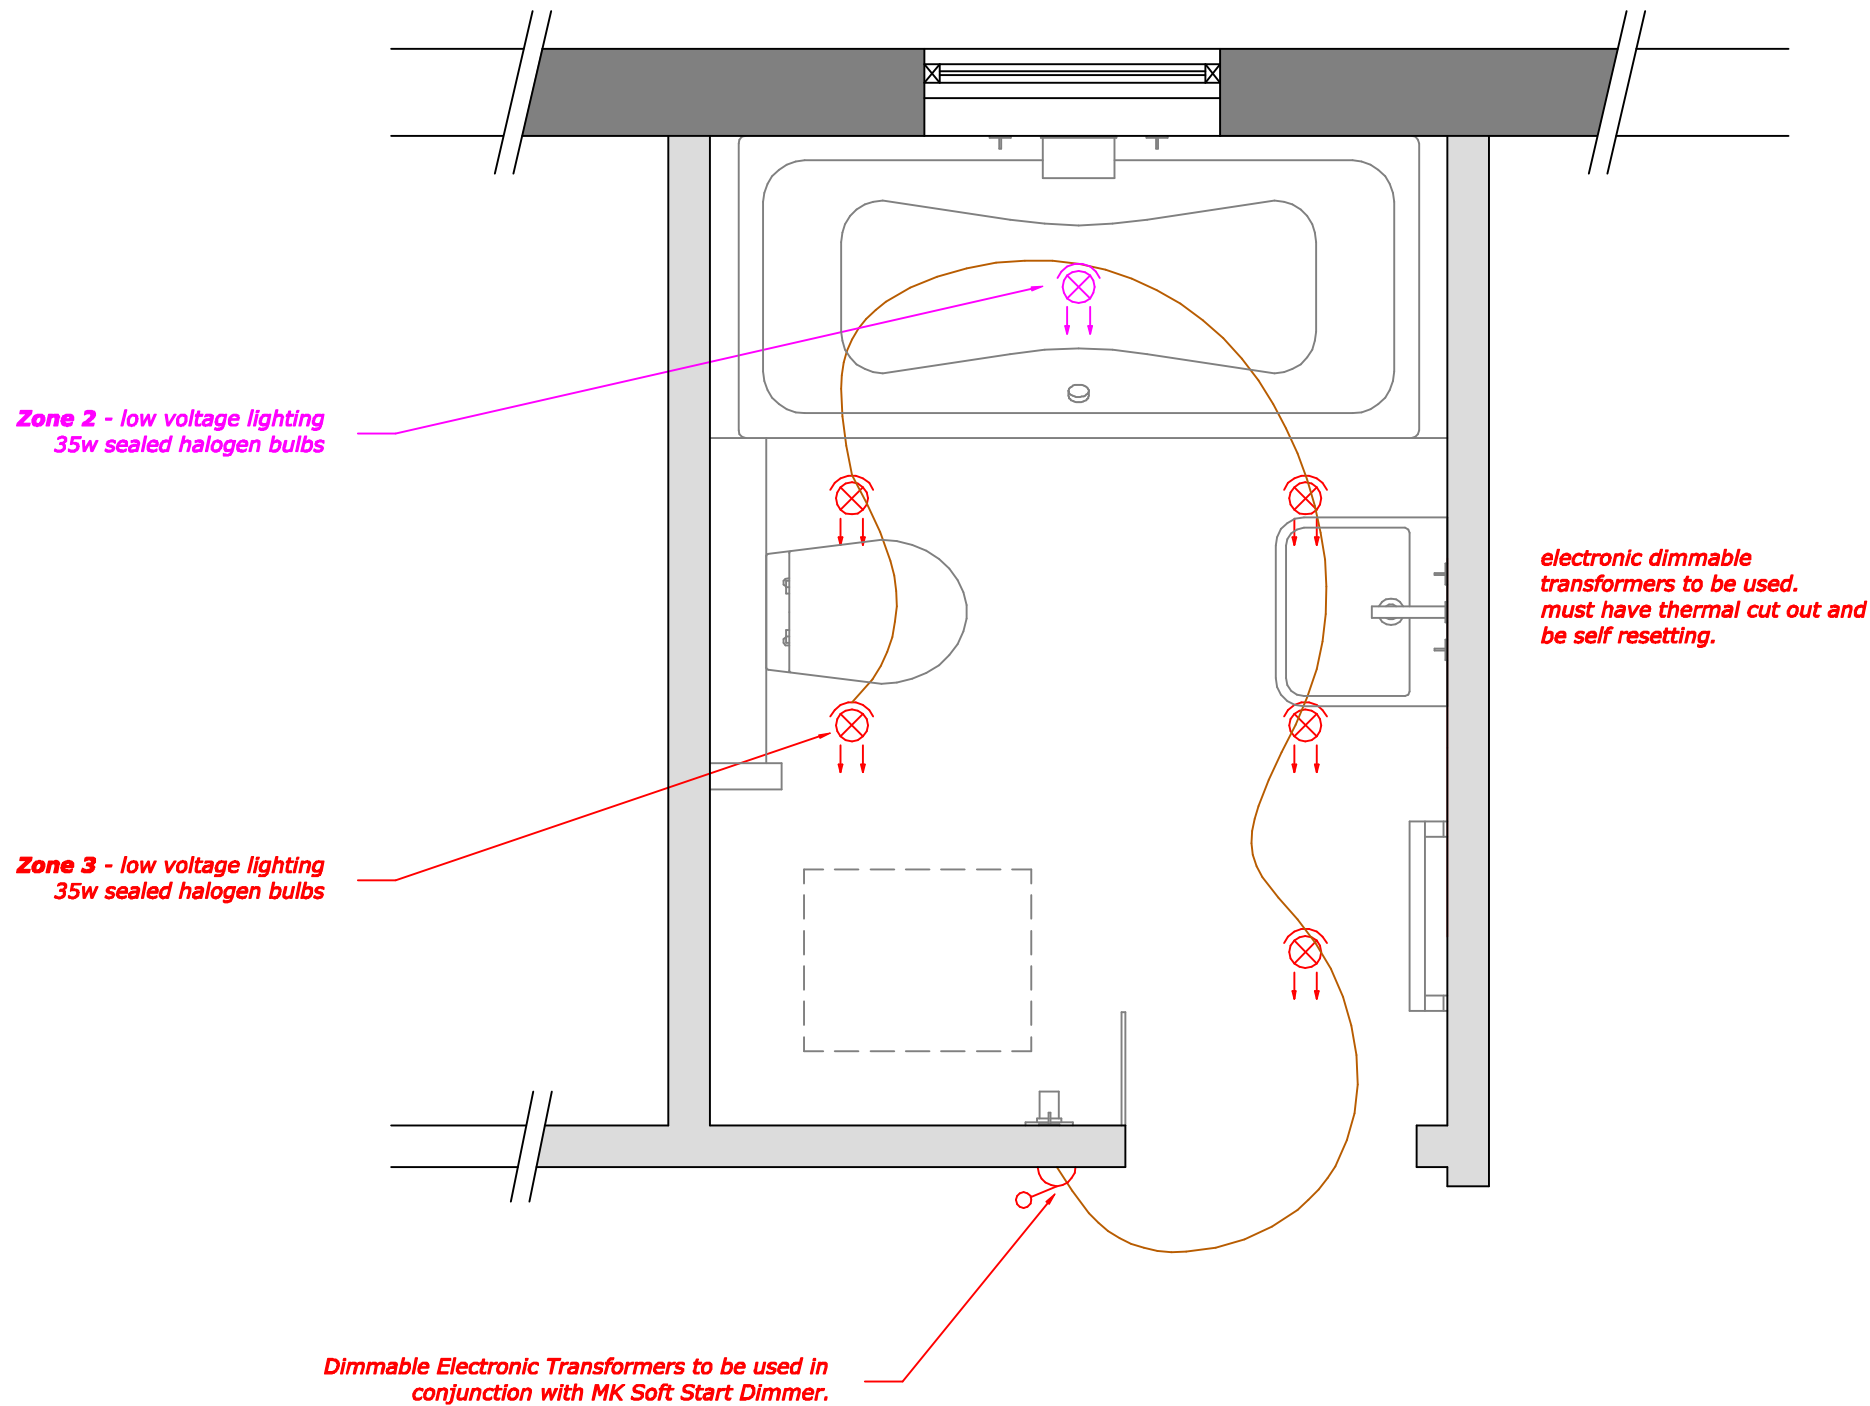 Zone 2 - low voltage lighting
35w sealed halogen bulbs
electronic dimmable
transformers to be used.
must have thermal cut out and
be self resetting.
Zone 3 - low voltage lighting
35w sealed halogen bulbs
Dimmable Electronic Transformers to be used in
conjunction with MK Soft Start Dimmer.